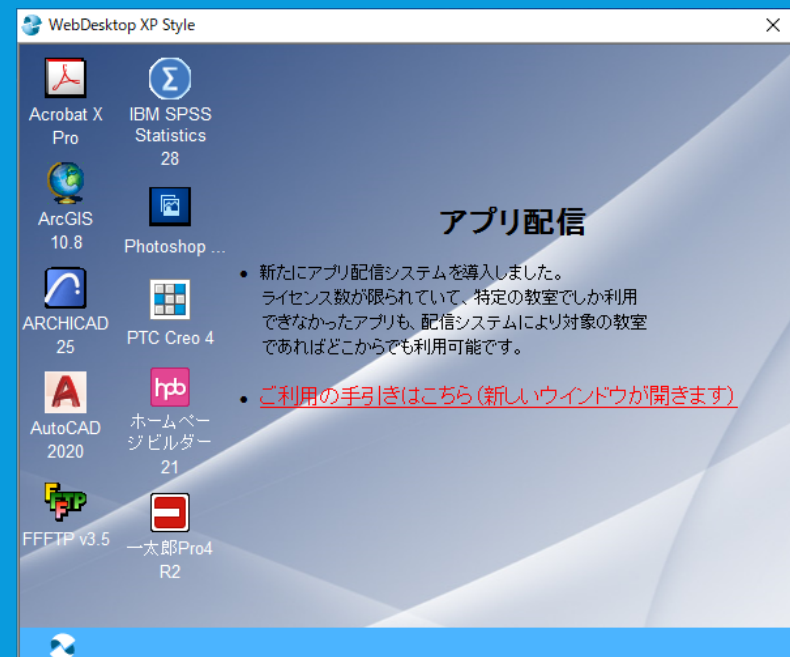 WebDesktop XP Style
Acrobat X
Pro
ArcGIS
10.8
ARCHICAD
25
AutoCAD
2020
FFFTP v3.5
IBM SPSS
Statistics
28
Photoshop ...
PTC Creo 4
hpb
ホームペー
ジビルダー
21
一太郎Pro4
R2
アプリ配信
• 新たにアプリ配信システムを導入しました。
ライセンス数が限られていて、特定の教室でしか利用
できなかったアプリも、配信システムにより対象の教室
であればどこからでも利用可能です。
• ご利用の手引きはこちら(新しいウインドウが開きます)